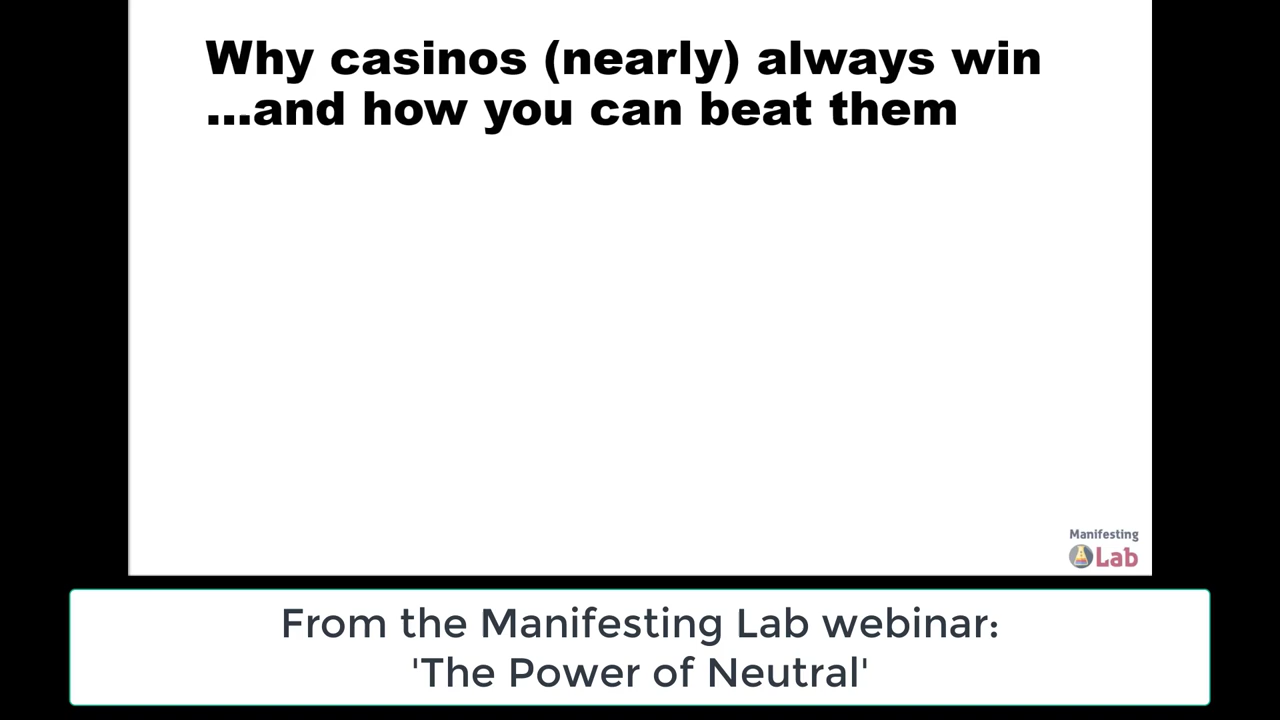 Why casinos (nearly) always win
...and how you can beat them
Manifesting
Lab
From the Manifesting Lab webinar:
'The Power of Neutral'